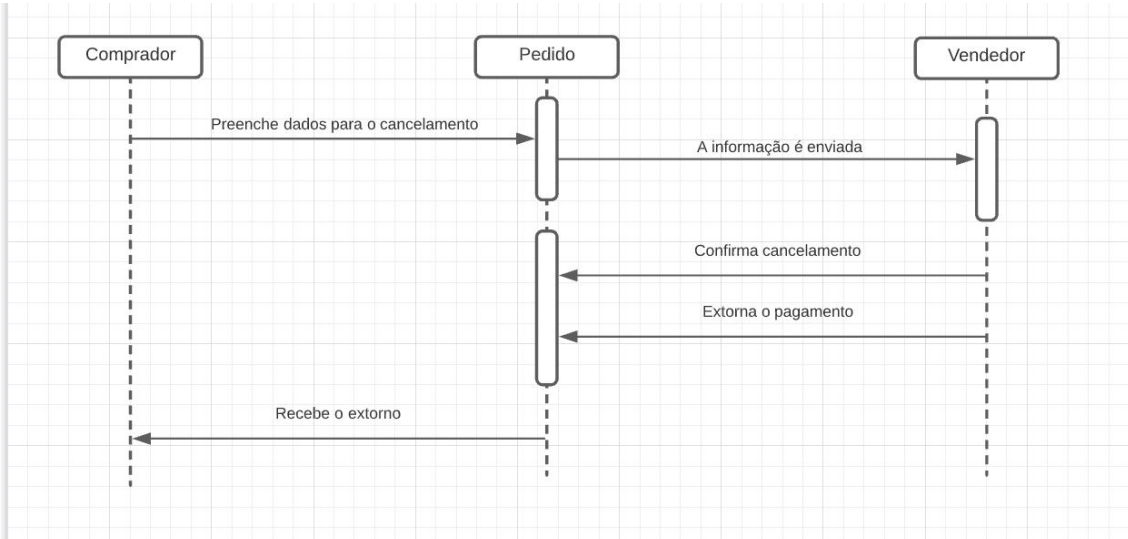 Comprador
Pedido
Vendedor
Preenche dados para o cancelamento
A informação é enviada
Confirma cancelamento
Extorna o pagamento
Recebe o extorno